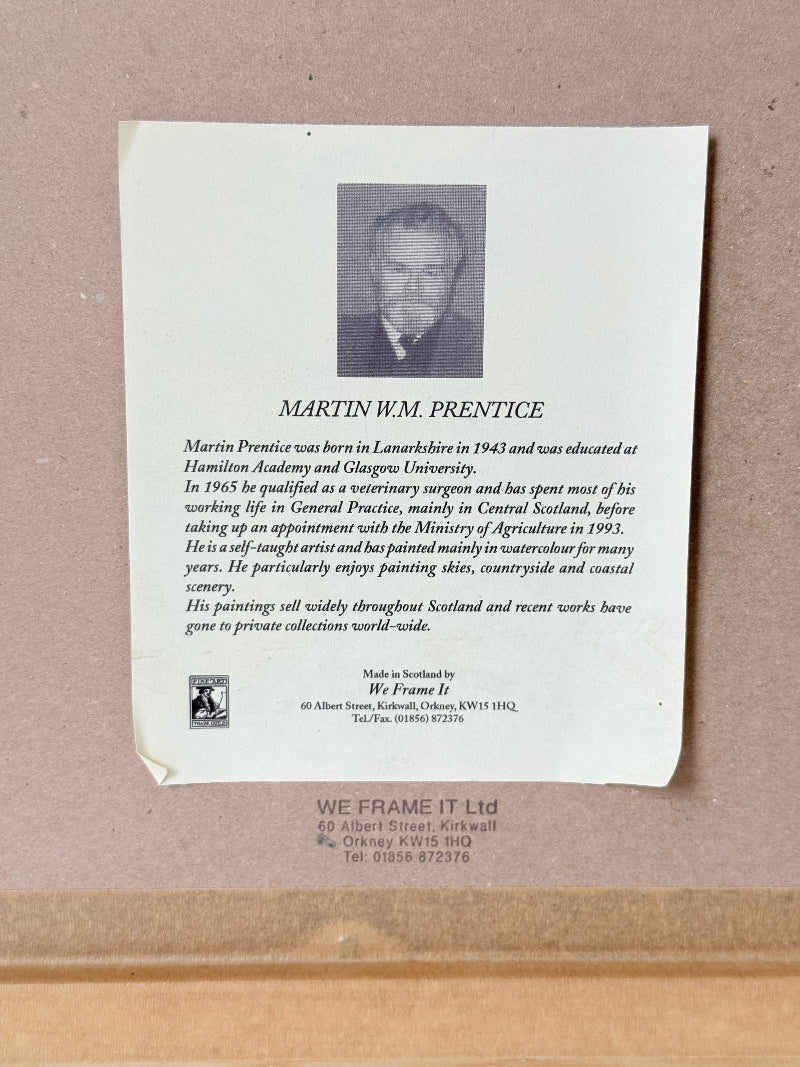 MARTIN W.M. PRENTICE
Martin Prentice was born in Lanarkshire in 1943 and was educated at
Hamilton Academy and Glasgow University.
In 1965 he qualified as a veterinary surgeon and has spent most of his
working life in General Practice, mainly in Central Scotland, before
taking up an appointment with the Ministry of Agriculture in 1993.
He is a self-taught artist and has painted mainly in watercolour for many
years. He particularly enjoys painting skies, countryside and coastal
scenery.
His paintings sell widely throughout Scotland and recent works have
gone to private collections world-wide.
FINE ART
TRADE GUILD
Made in Scotland by
We Frame It
60 Albert Street, Kirkwall, Orkney, KW15 1HQ
Tel./Fax. (01856) 872376
WE FRAME IT Ltd
60 Albert Street, Kirkwall
Orkney KW15 1HQ
Tel: 01856 872376